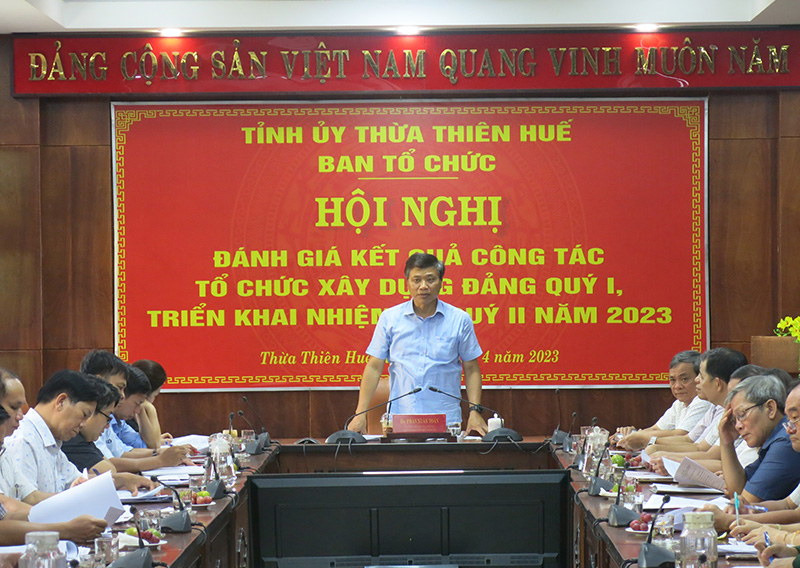 ĐẢNG CỘNG SẢN VIỆT NAM QUANG VINH MUÔN NĂM
TỈNH ỦY THỪA THIÊN HUẾ
BAN TỔ CHỨC
HỘI NGHỊ
ĐÁNH GIÁ KẾT QUẢ CÔNG TÁC
TỔ CHỨC XÂY DỰNG ĐẢNG QUÝ I,
TRIỂN KHAI NHIỆM QUÝ II NĂM 2023
Thừa Thiên Huế 4 năm 2023